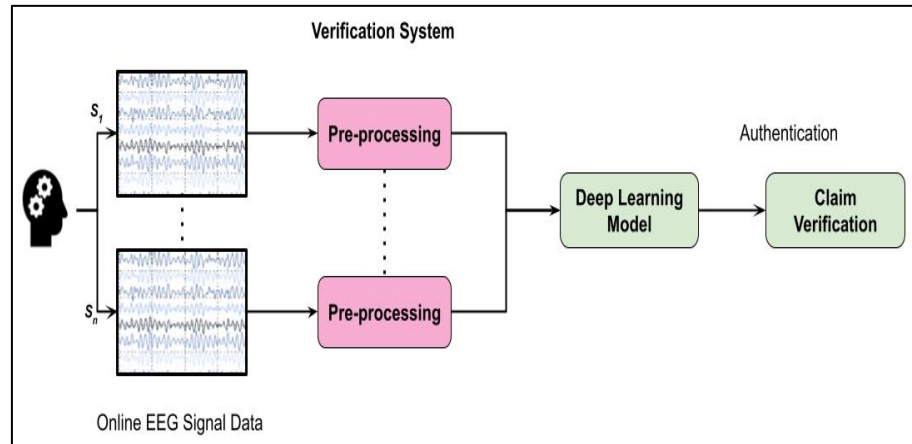 Verification System
S1
Pre-processing
Authentication
Deep Learning
Model
Claim
Verification
Sn
Pre-processing
Online EEG Signal Data